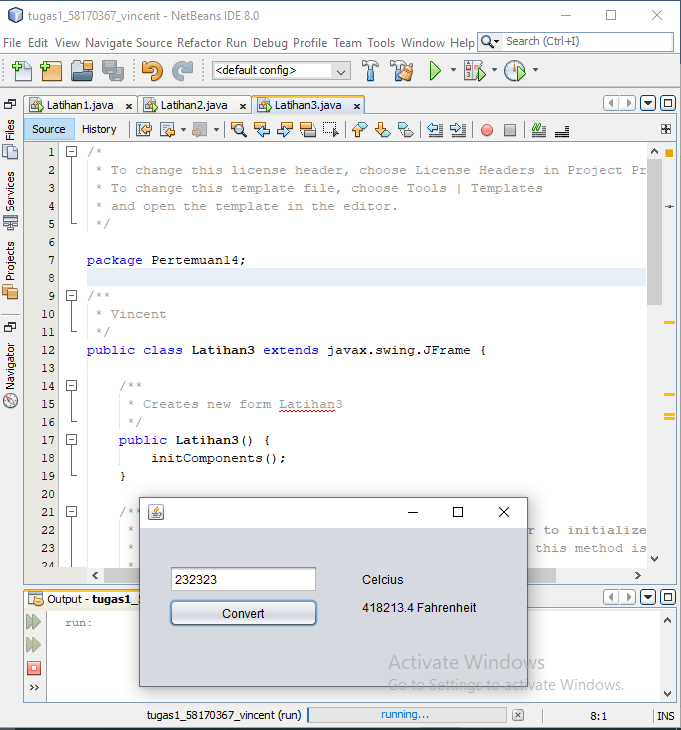 tugas1_58170367_vincent - NetBeans IDE 8.0
File Edit View Navigate Source Refactor Run Debug Profile Team Tools Window Help
Search (Ctrl+I)
<default config>
Latihan1.java x
Latihan2.java x
Latihan3.java x
Source History
Files
Services
Projects
Navigator
1 /*
2 * To change this license header, choose License Headers in Project Pr
3 * To change this template file, choose Tools | Templates
4 * and open the template in the editor.
5 */
6
7 package Pertemuan14;
8
9 /**
10 * Vincent
11 */
12 public class Latihan3 extends javax.swing.JFrame {
13
14 /**
15 * Creates new form Latihan3
16 */
17 public Latihan3() {
18 initComponents();
19 }
20
21 /**
22 * r to initialize
23 * this method is
24 *
232323
Celcius
Convert
418213.4 Fahrenheit
Output - tugas1_5
run:
Activate Windows
Go to Settings to activate Windows.
tugas1_58170367_vincent (run)
running...
8:1
INS